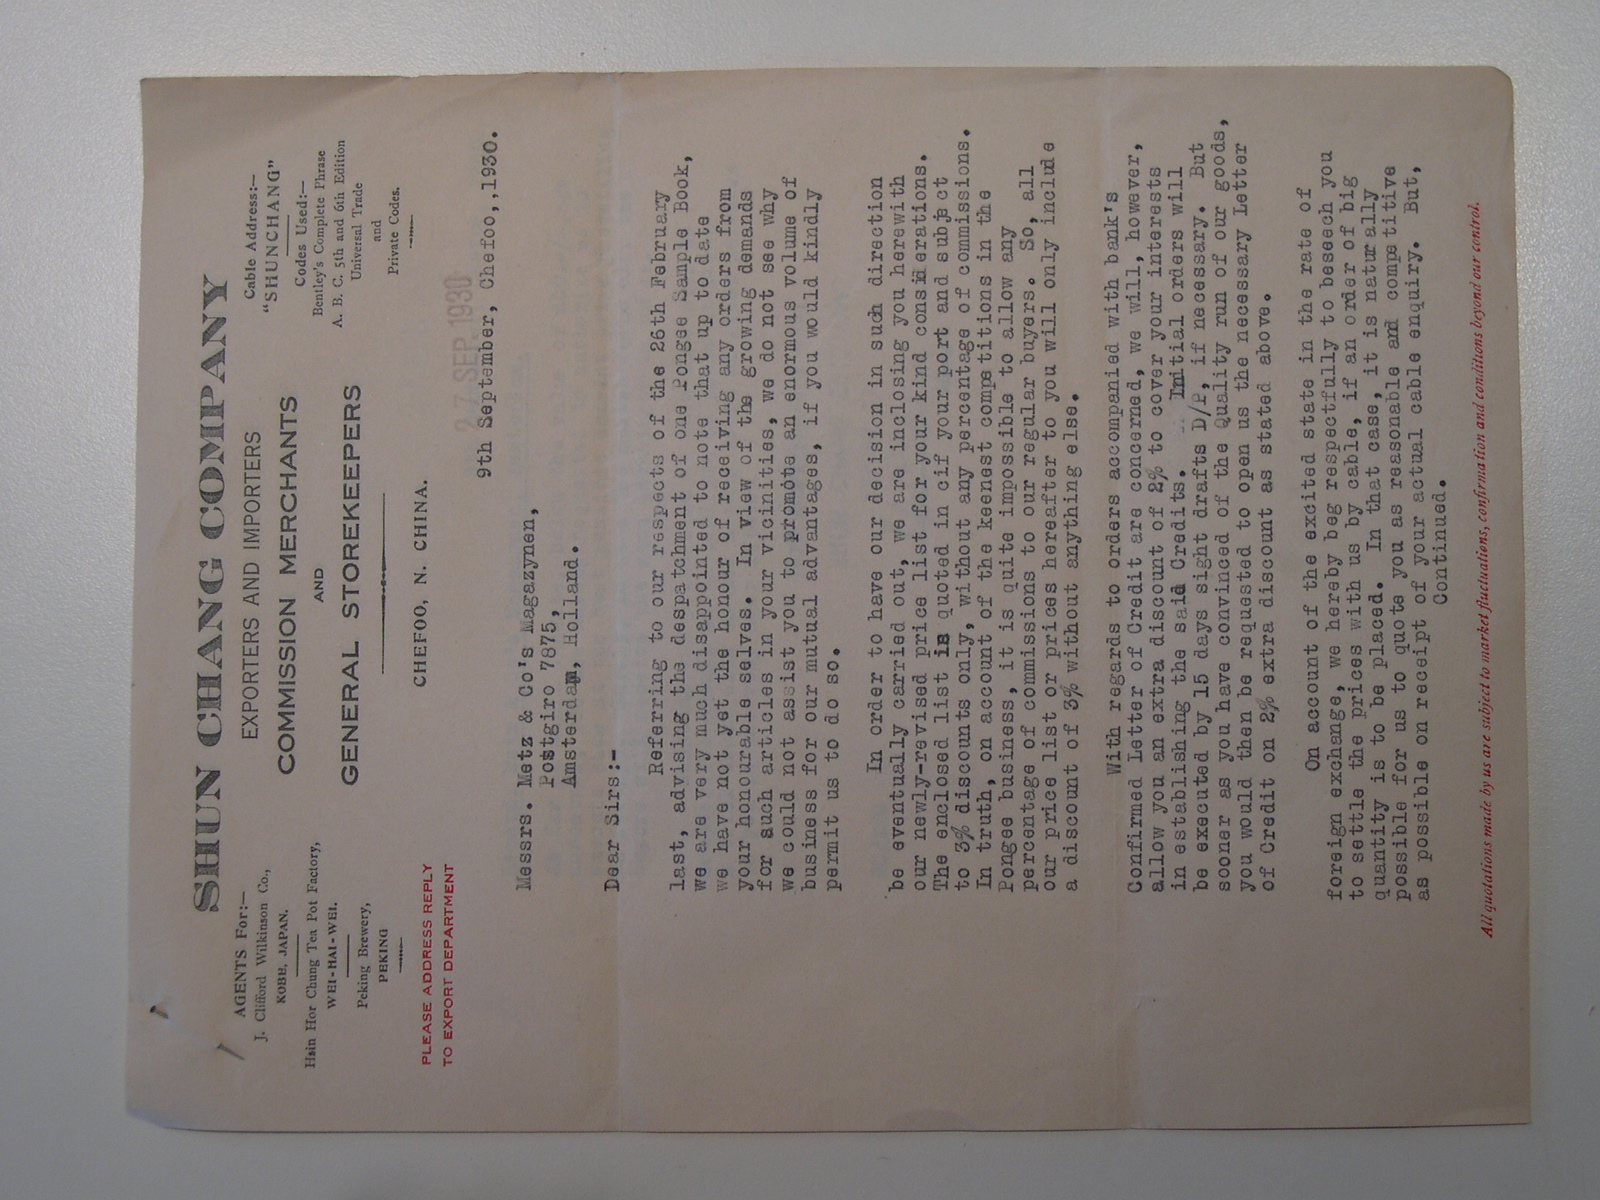 SHUN CHANG COMPANY
EXPORTERS AND IMPORTERS
COMMISSION MERCHANTS
AND
GENERAL STOREKEEPERS
CHEFOO, N. CHINA.
AGENTS For:—
J. Clifford Wilkinson Co.,
KOBE, JAPAN.
Hsin Hor Chung Tea Pot Factory,
WEI-HAI-WEI.
Peking Brewery,
PEKING
PLEASE ADDRESS REPLY
TO EXPORT DEPARTMENT
Cable Address:—
"SHUNCHANG"
Codes Used:—
Bentley's Complete Phrase
A. B. C. 5th and 6th Edition
Universal Trade
and
Private Codes.
27 SEP. 1930
9th September, Chefoo,,1930.
Messrs. Metz & Co's Magazynen,
Postgiro 7875,
Amsterdam, Holland.
Dear Sirs:-
Referring to our respects of the 26th February
last, advising the despatchment of one Pongee Sample Book,
we are very much disappointed to note that up to date
we have not yet the honour of receiving any orders from
your honourable selves. In view of the growing demands
for such articles in your vicinities, we do not see why
we could not assist you to promote an enormous volume of
business for our mutual advantages, if you would kindly
permit us to do so.
In order to have our decision in such direction
be eventually carried out, we are inclosing you herewith
our newly-revised price list for your kind considerations.
The enclosed list is quoted in cif your port and subject
to 3% discounts only, without any percentage of commissions.
In truth, on account of the keenest competitions in the
Pongee business, it is quite impossible to allow any
percentage of commissions to our regular buyers. So, all
our price list or prices hereafter to you will only include
a discount of 3% without anything else.
With regards to orders accompanied with bank's
Confirmed Letter of Credit are concerned, we will, however,
allow you an extra discount of 2% to cover your interests
in establishing the said Credits. Initial orders will
be executed by 15 days sight drafts D/P, if necessary. But
sooner as you have convinced of the Quality run of our goods,
you would then be requested to open us the necessary Letter
of Credit on 2% extra discount as stated above.
On account of the excited state in the rate of
foreign exchange, we hereby beg respectfully to beseech you
to settle the prices with us by cable, if an order of big
quantity is to be placed. In that case, it is naturally
possible for us to quote you as reasonable and competitive
as possible on receipt of your actual cable enquiry. But,
Continued.
All quotations made by us are subject to market fluctuations, confirmation and conditions beyond our control.